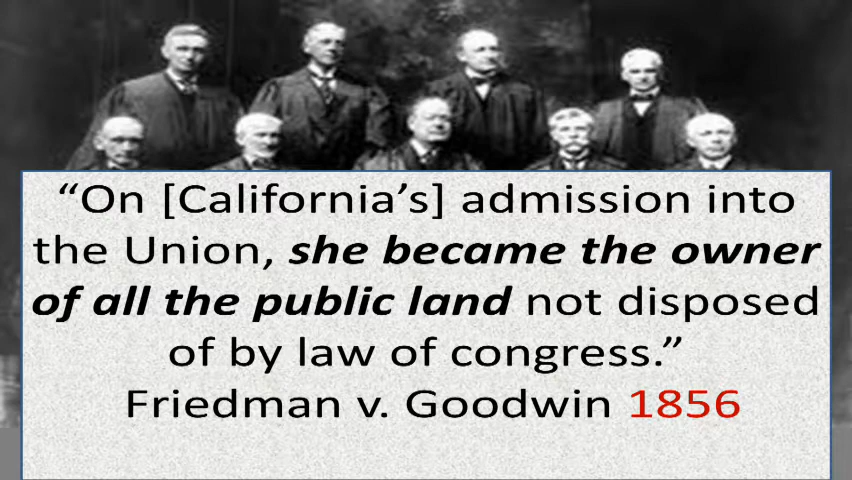 “On [California’s] admission into
the Union, she became the owner
of all the public land not disposed
of by law of congress.”
Friedman v. Goodwin 1856